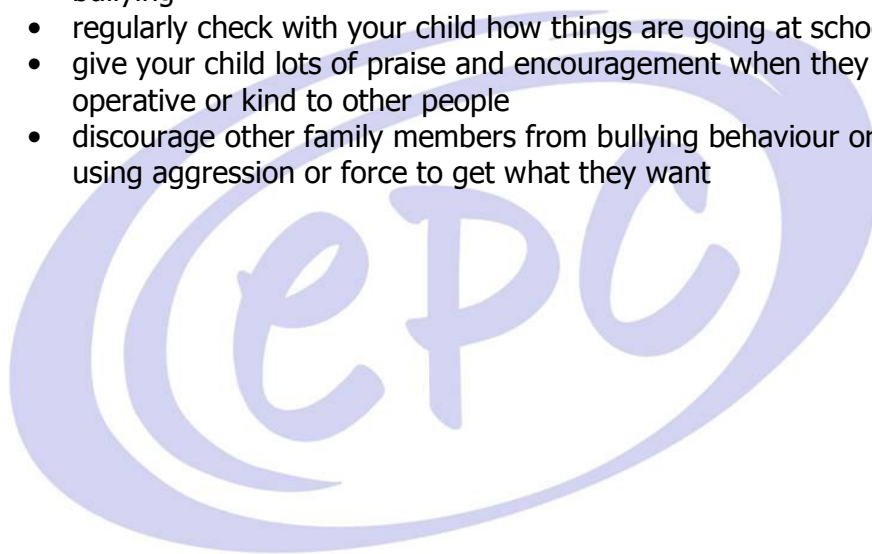 bullying
• regularly check with your child how things are going at scho
• give your child lots of praise and encouragement when they
operative or kind to other people
• discourage other family members from bullying behaviour or
using aggression or force to get what they want
epc